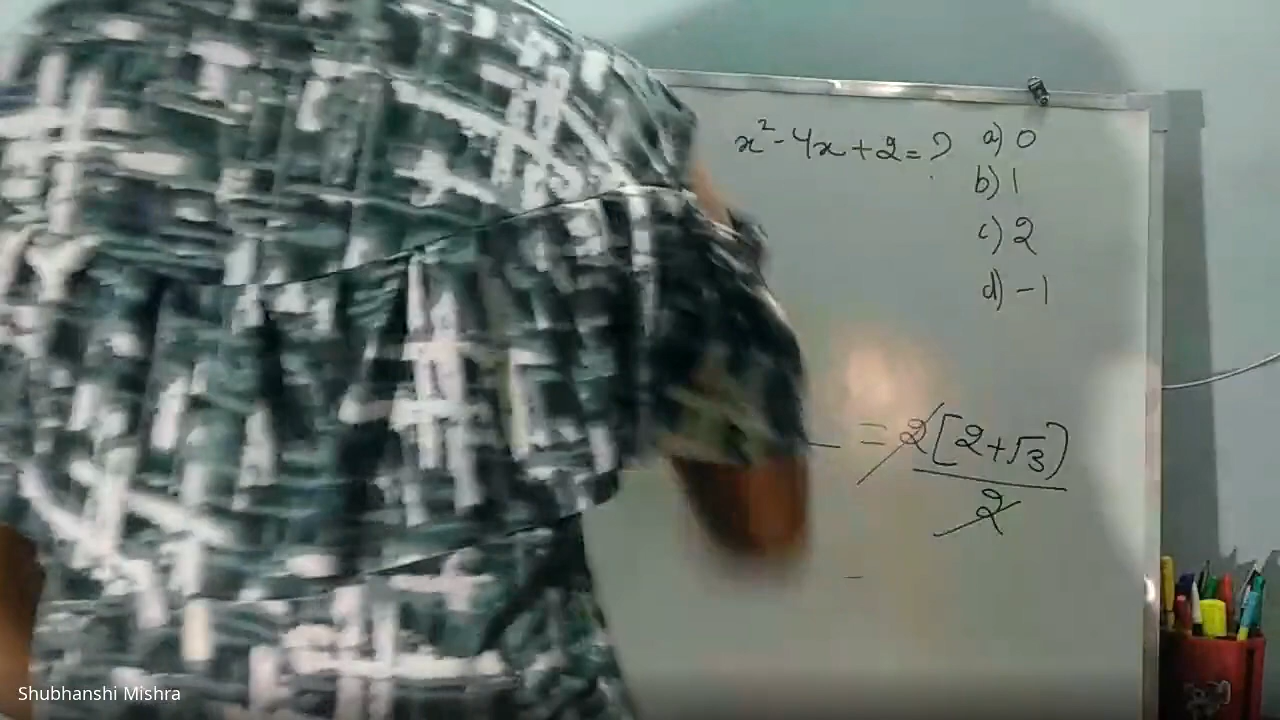 x² - 4x + 2 = ?
a) 0
b) 1
c) 2
d) -1
= 2[2+√3)
2
Shubhanshi Mishra